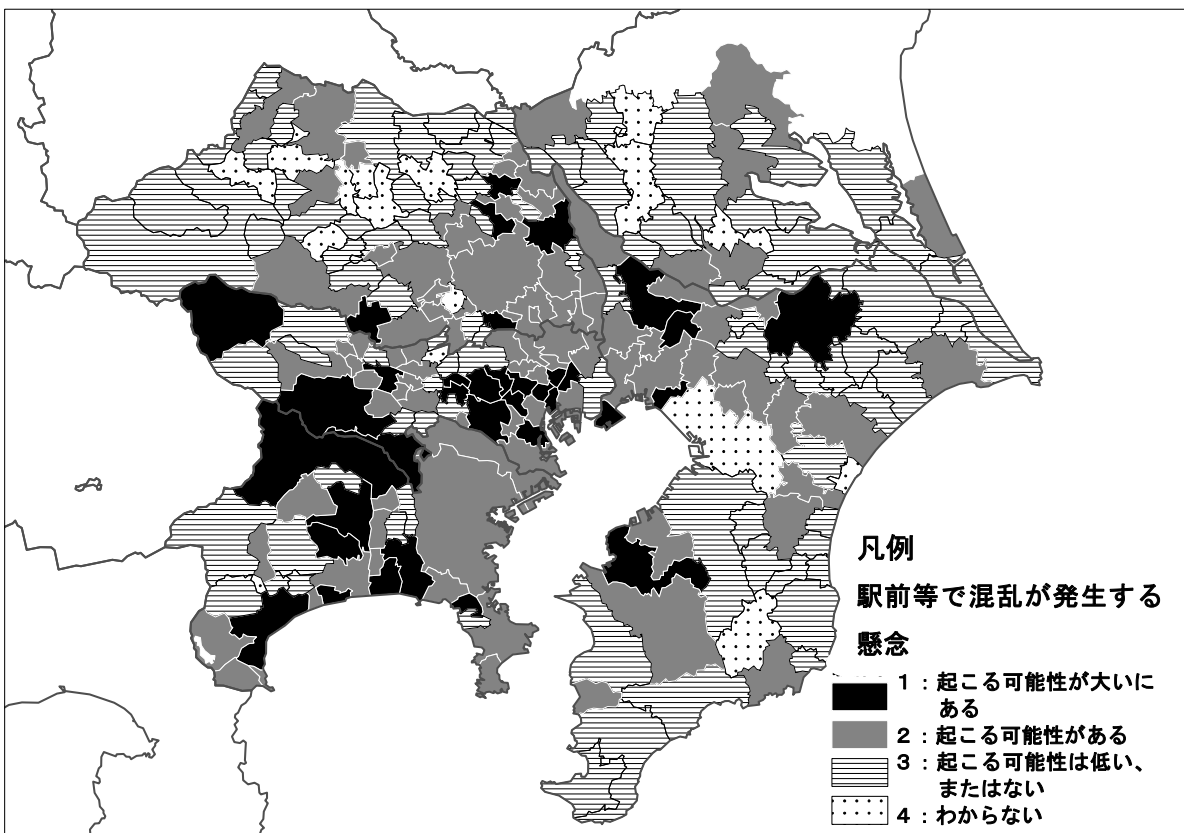 凡例
駅前等で混乱が発生する
懸念
1：起こる可能性が大いに
ある
2：起こる可能性がある
3：起こる可能性は低い、
またはない
4：わからない